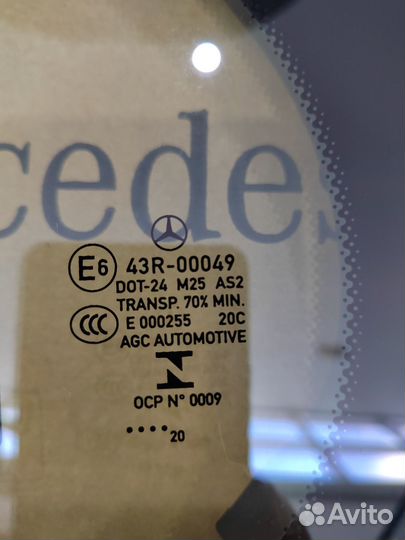 cedes
E6 43R-00049
DOT-24 M25 AS2
TRANSP. 70% MIN.
CCC E 000255 20C
AGC AUTOMOTIVE
N
OCP N° 0009
•••• 20
Avito